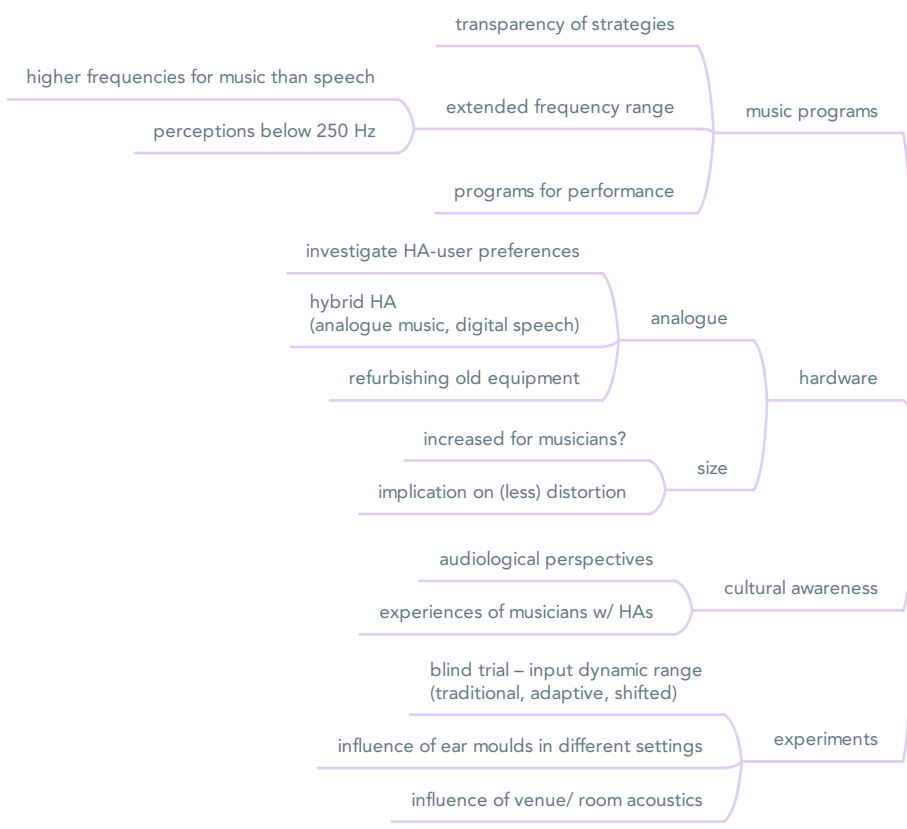 transparency of strategies
higher frequencies for music than speech
extended frequency range
music programs
perceptions below 250 Hz
programs for performance
investigate HA-user preferences
hybrid HA
(analogue music, digital speech)
analogue
refurbishing old equipment
hardware
increased for musicians?
size
implication on (less) distortion
audiological perspectives
cultural awareness
experiences of musicians w/ HAs
blind trial – input dynamic range
(traditional, adaptive, shifted)
influence of ear moulds in different settings
experiments
influence of venue/ room acoustics